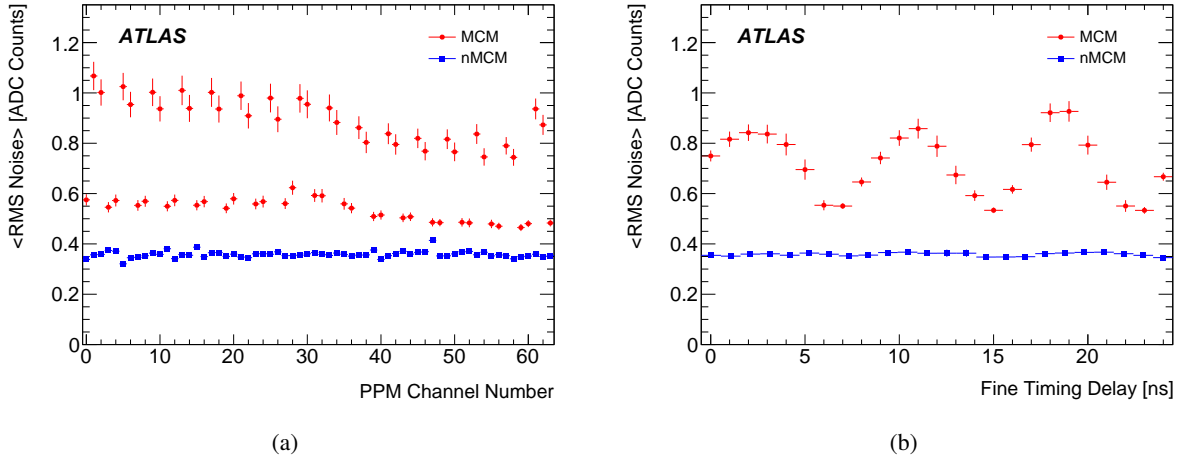 <RMS Noise> [ADC Counts]
1.2
1
0.8
0.6
0.4
0.2
0
ATLAS
MCM
nMCM
0 10 20 30 40 50 60
PPM Channel Number
(a)
<RMS Noise> [ADC Counts]
1.2
1
0.8
0.6
0.4
0.2
0
ATLAS
MCM
nMCM
0 5 10 15 20
Fine Timing Delay [ns]
(b)